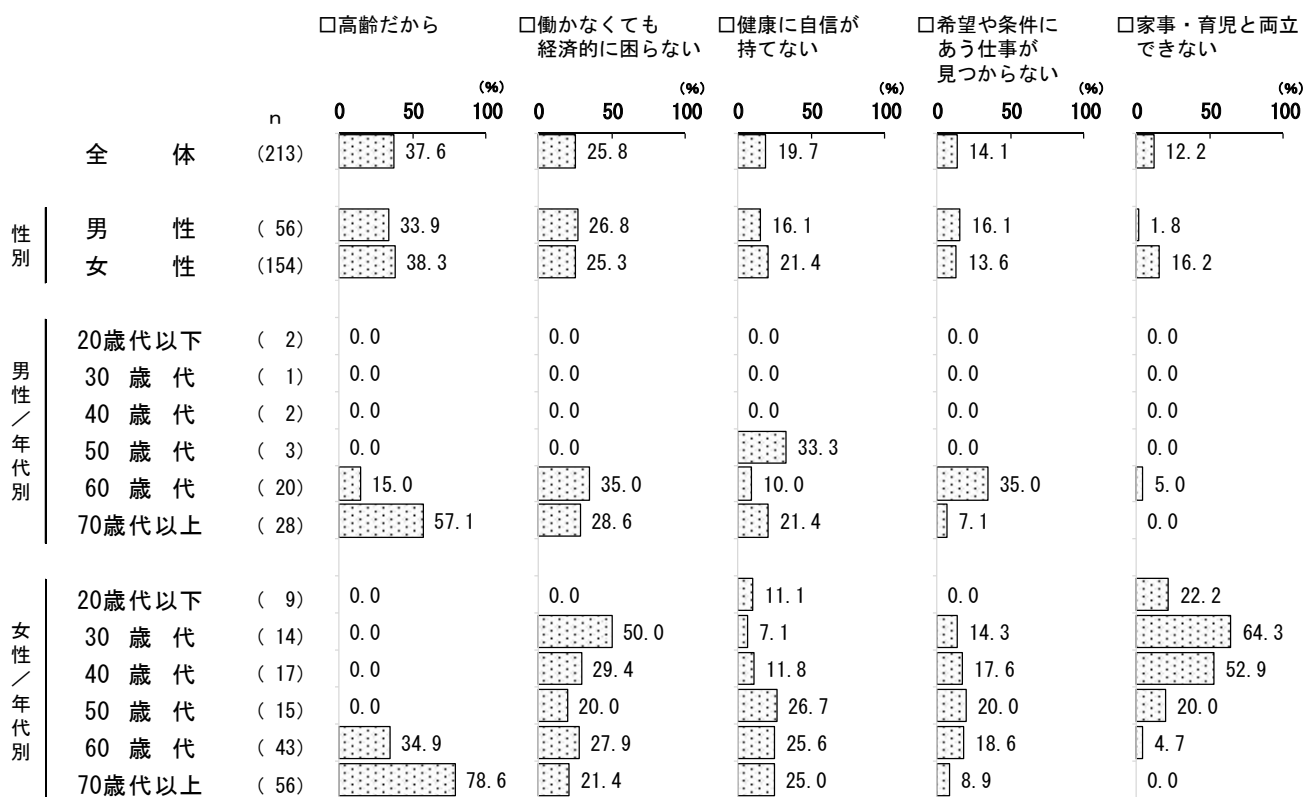 □高齢だから □働かなくても □健康に自信が □希望や条件に □家事・育児と両立
経済的に困らない 持てない あう仕事が できない
見つからない
(%) (%) (%) (%) (%)
n 0 50 100 0 50 100 0 50 100 0 50 100 0 50 100
全体 (213) 37.6 25.8 19.7 14.1 12.2
性別
男性 ( 56) 33.9 26.8 16.1 16.1 1.8
女性 (154) 38.3 25.3 21.4 13.6 16.2
男性/年代別
20歳代以下 ( 2) 0.0 0.0 0.0 0.0 0.0
30 歳代 ( 1) 0.0 0.0 0.0 0.0 0.0
40 歳代 ( 2) 0.0 0.0 0.0 0.0 0.0
50 歳代 ( 3) 0.0 0.0 33.3 0.0 0.0
60 歳代 ( 20) 15.0 35.0 10.0 35.0 5.0
70歳代以上 ( 28) 57.1 28.6 21.4 7.1 0.0
女性/年代別
20歳代以下 ( 9) 0.0 0.0 11.1 0.0 22.2
30 歳代 ( 14) 0.0 50.0 7.1 14.3 64.3
40 歳代 ( 17) 0.0 29.4 11.8 17.6 52.9
50 歳代 ( 15) 0.0 20.0 26.7 20.0 20.0
60 歳代 ( 43) 34.9 27.9 25.6 18.6 4.7
70歳代以上 ( 56) 78.6 21.4 25.0 8.9 0.0